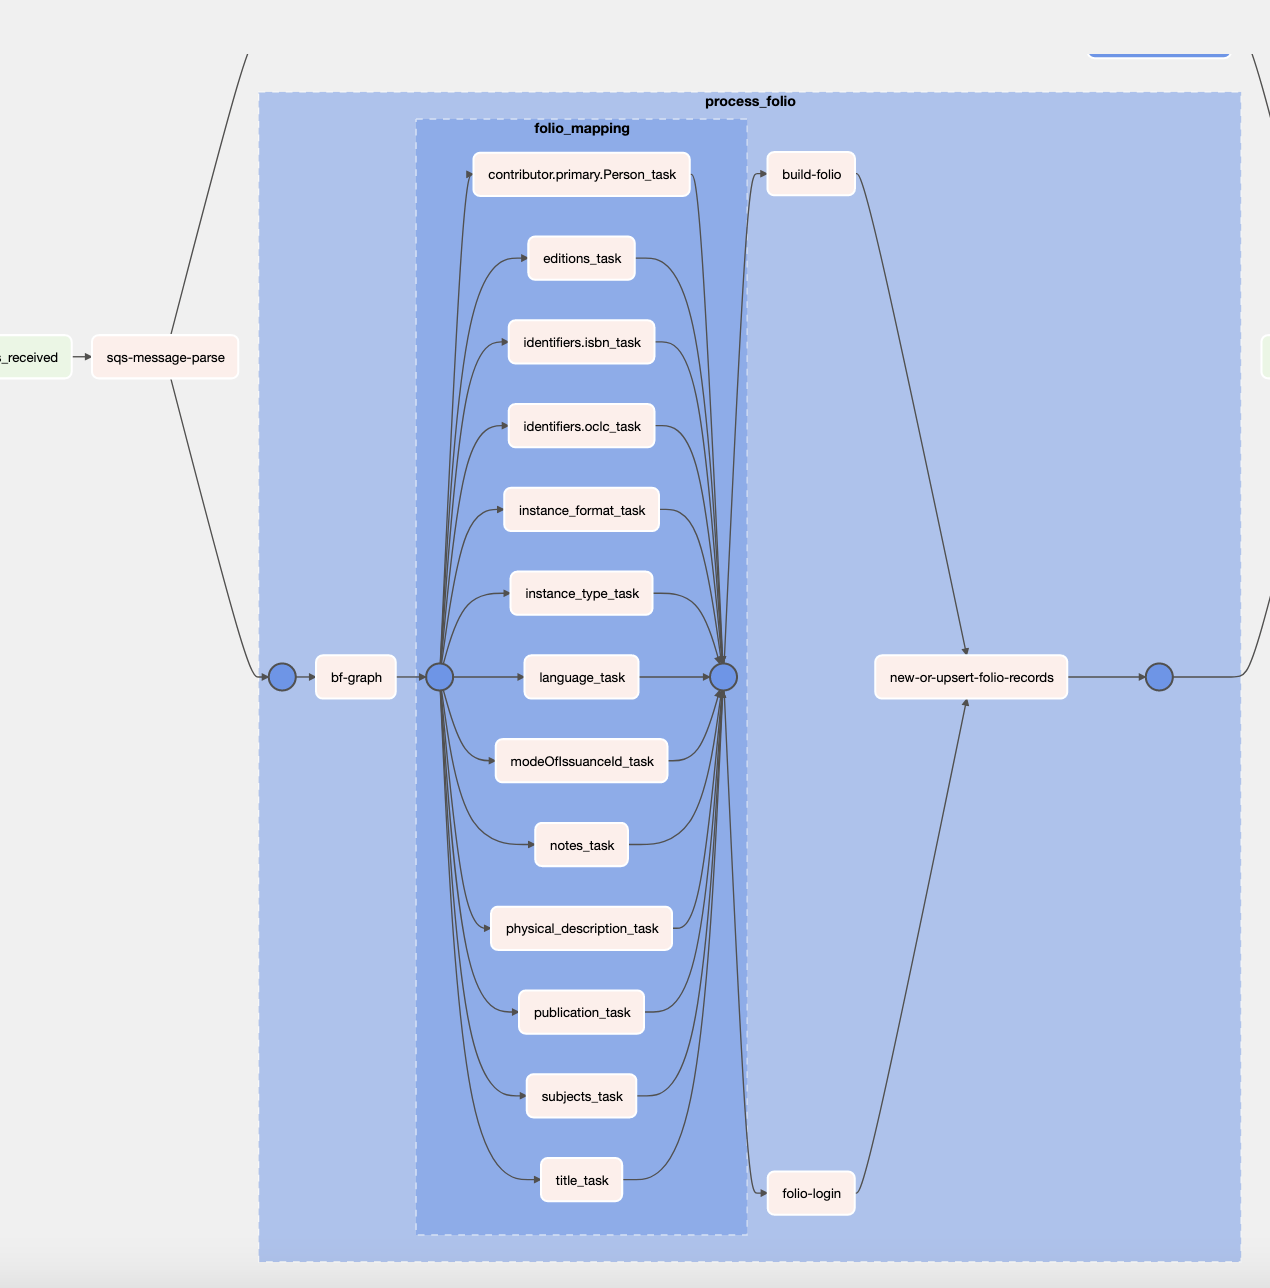 process_folio
folio_mapping
contributor.primary.Person_task
build-folio
editions_task
identifiers.isbn_task
s_received
sqs-message-parse
identifiers.oclc_task
instance_format_task
instance_type_task
bf-graph
language_task
new-or-upsert-folio-records
modeOfIssuanceId_task
notes_task
physical_description_task
publication_task
subjects_task
title_task
folio-login